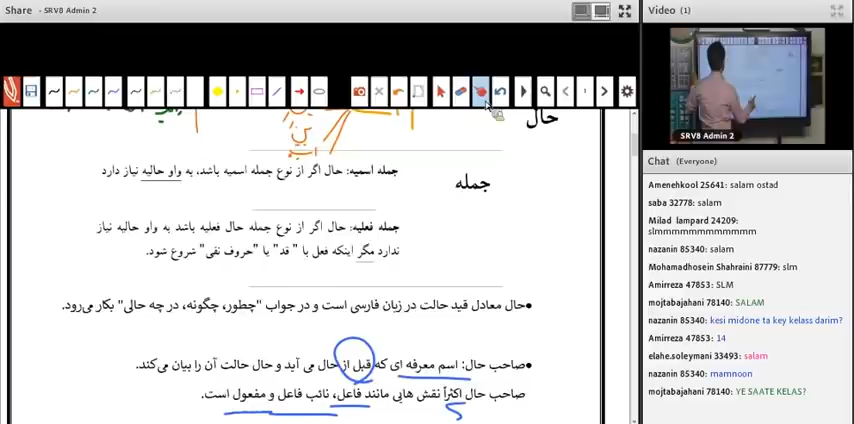 Share - SRV8 Admin 2
حال
جمله اسمیه: حال اگر از نوع جمله اسمیه باشد، به واو حالیه نیاز دارد
جمله
جمله فعلیه: حال اگر از نوع جمله حال فعلیه باشد به واو حالیه نیاز
ندارد مگر اینکه فعل با " قد" یا "حروف نفی" شروع شود.
●حال معادل قید حالت در زبان فارسی است و در جواب "چطور، چگونه، در چه حالی" بکار می‌رود.
●صاحب حال: اسم معرفه ای که قبل از حال می آید و حال حالت آن را بیان می‌کند.
صاحب حال اکثراً نقش هایی مانند فاعل، نائب فاعل و مفعول است.
Video (1)
SRV8 Admin 2
Chat (Everyone)
Amenehkool 25641: salam ostad
saba 32778: salam
Milad lampard 24209:
slmmmmmmmmmmmm
nazanin 85340: salam
Mohamadhosein Shahraini 87779: slm
Amirreza 47853: SLM
mojtabajahani 78140: SALAM
nazanin 85340: kesi midone ta key kelass darim?
Amirreza 47853: 14
elahe.soleymani 33493: salam
nazanin 85340: mamnoon
mojtabajahani 78140: YE SAATE KELAS?